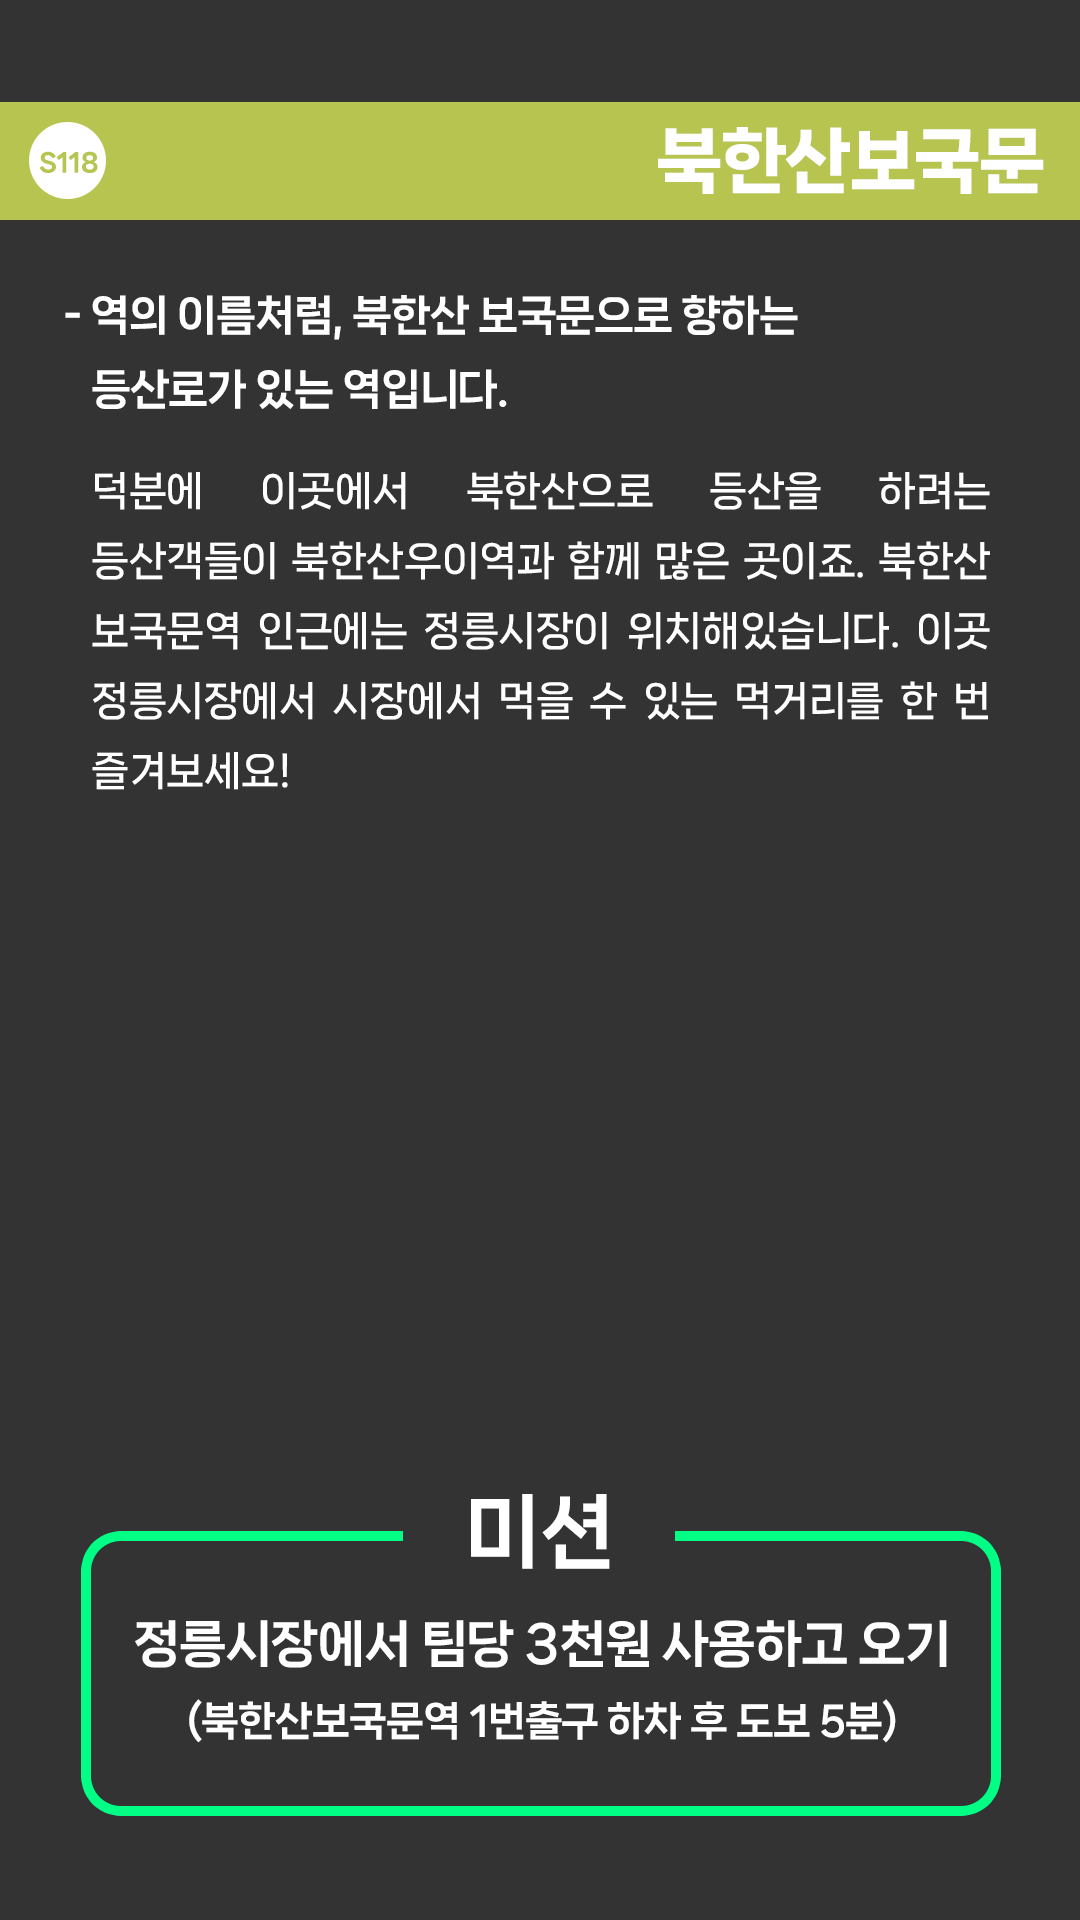 S118
북한산보국문
- 역의 이름처럼, 북한산 보국문으로 향하는
등산로가 있는 역입니다.
덕분에 이곳에서 북한산으로 등산을 하려는
등산객들이 북한산우이역과 함께 많은 곳이죠. 북한산
보국문역 인근에는 정릉시장이 위치해있습니다. 이곳
정릉시장에서 시장에서 먹을 수 있는 먹거리를 한 번
즐겨보세요!
미션
정릉시장에서 팀당 3천원 사용하고 오기
(북한산보국문역 1번출구 하차 후 도보 5분)